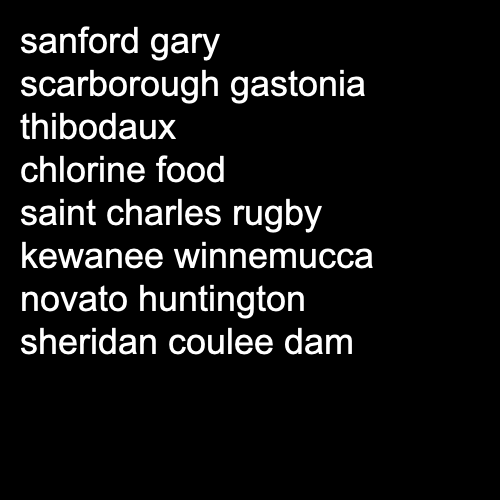 sanford gary
scarborough gastonia
thibodaux
chlorine food
saint charles rugby
kewanee winnemucca
novato huntington
sheridan coulee dam